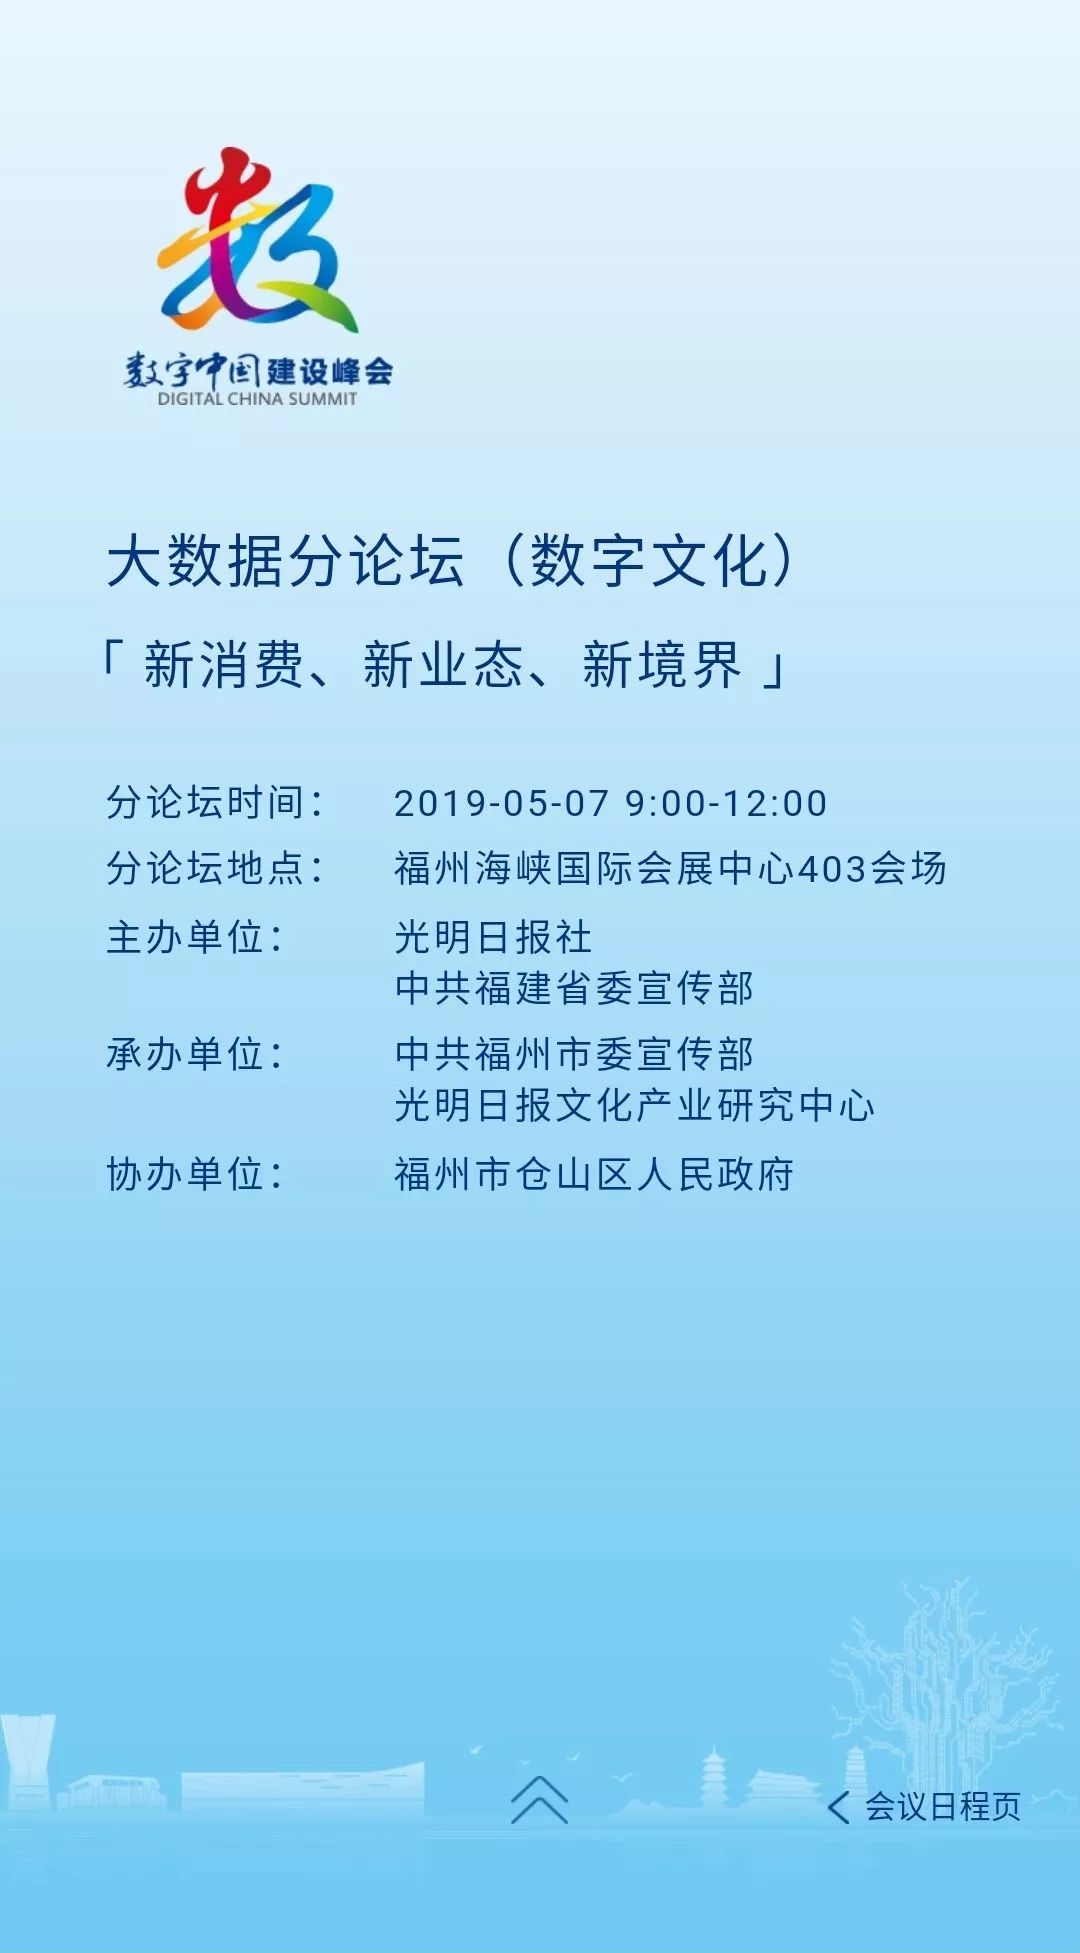 数字中国建设峰会
DIGITAL CHINA SUMMIT
大数据分论坛（数字文化）
「 新消费、新业态、新境界 」
分论坛时间： 2019-05-07 9:00-12:00
分论坛地点： 福州海峡国际会展中心403会场
主办单位： 光明日报社
中共福建省委宣传部
承办单位： 中共福州市委宣传部
光明日报文化产业研究中心
协办单位： 福州市仓山区人民政府
会议日程页